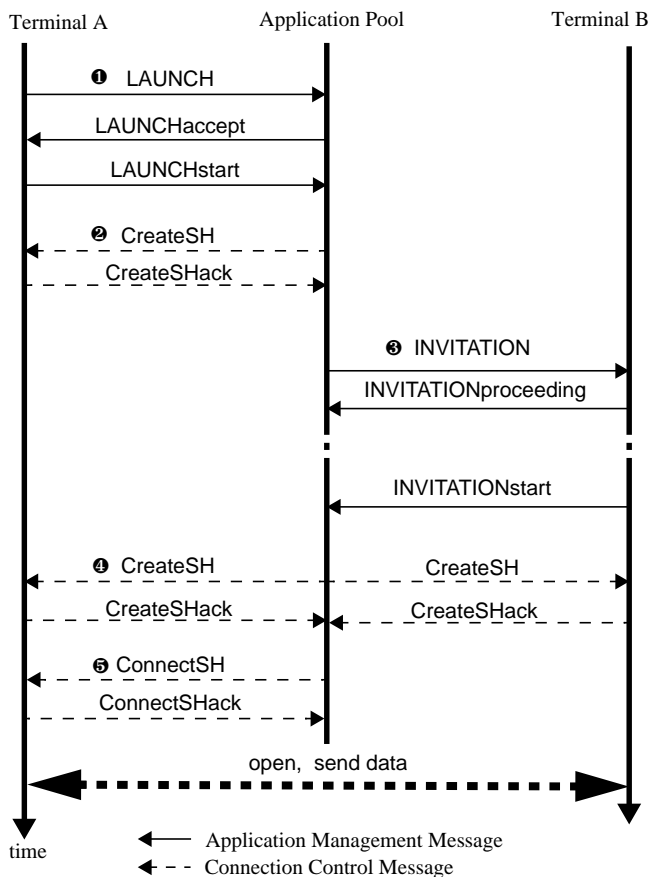 Terminal A
Application Pool
Terminal B
❶ LAUNCH
LAUNCHaccept
LAUNCHstart
❷ CreateSH
CreateSHack
❸ INVITATION
INVITATIONproceeding
INVITATIONstart
❹ CreateSH
CreateSH
CreateSHack
CreateSHack
❺ ConnectSH
ConnectSHack
open, send data
time
Application Management Message
Connection Control Message